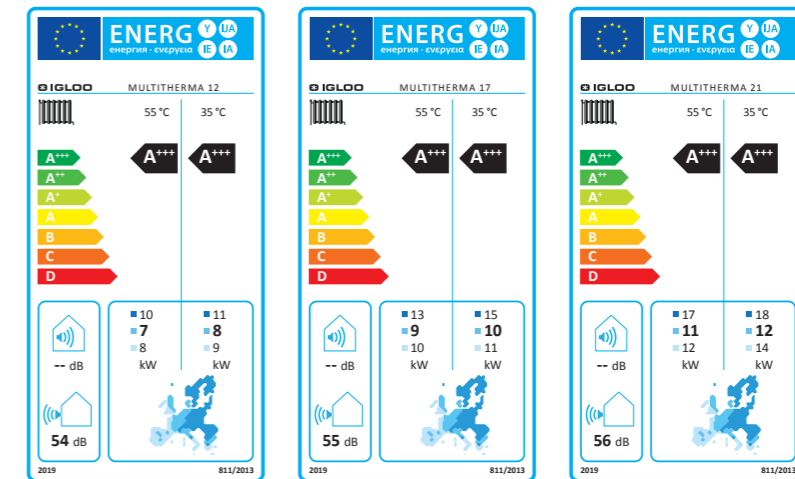 ENERG Y IJA
енергия · ενεργεια IE IA
IGLOO MULTITHERMA 12
55 °C 35 °C
A+++ A+++ A+++
A++
A+
A
B
C
D
10 11
7 8
8 9
-- dB kW kW
54 dB
2019 811/2013
ENERG Y IJA
енергия · ενεργεια IE IA
IGLOO MULTITHERMA 17
55 °C 35 °C
A+++ A+++ A+++
A++
A+
A
B
C
D
13 15
9 10
10 11
-- dB kW kW
55 dB
2019 811/2013
ENERG Y IJA
енергия · ενεργεια IE IA
IGLOO MULTITHERMA 21
55 °C 35 °C
A+++ A+++ A+++
A++
A+
A
B
C
D
17 18
11 12
12 14
-- dB kW kW
56 dB
2019 811/2013